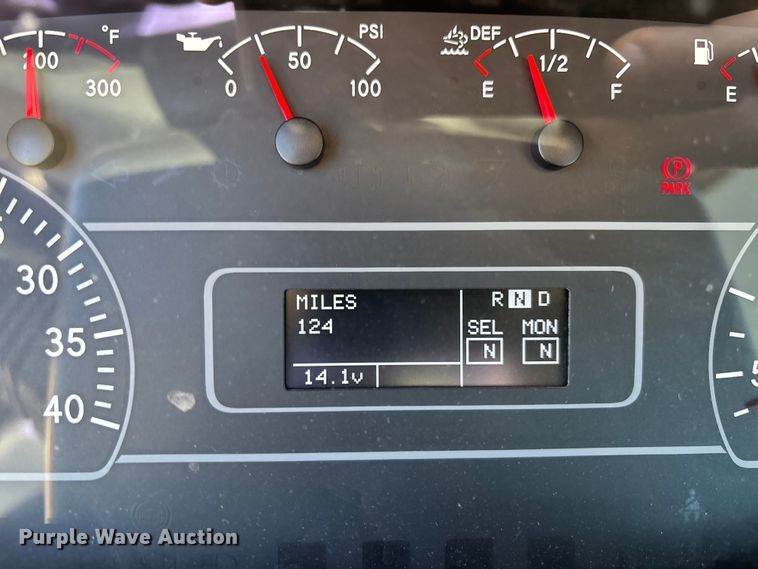 °F PSI DEF
200 50 1/2
300 0 100 E F E
P
PARK
30
35
40
5
MILES
124
R N D
SEL MON
N N
14.1v
Purple Wave Auction